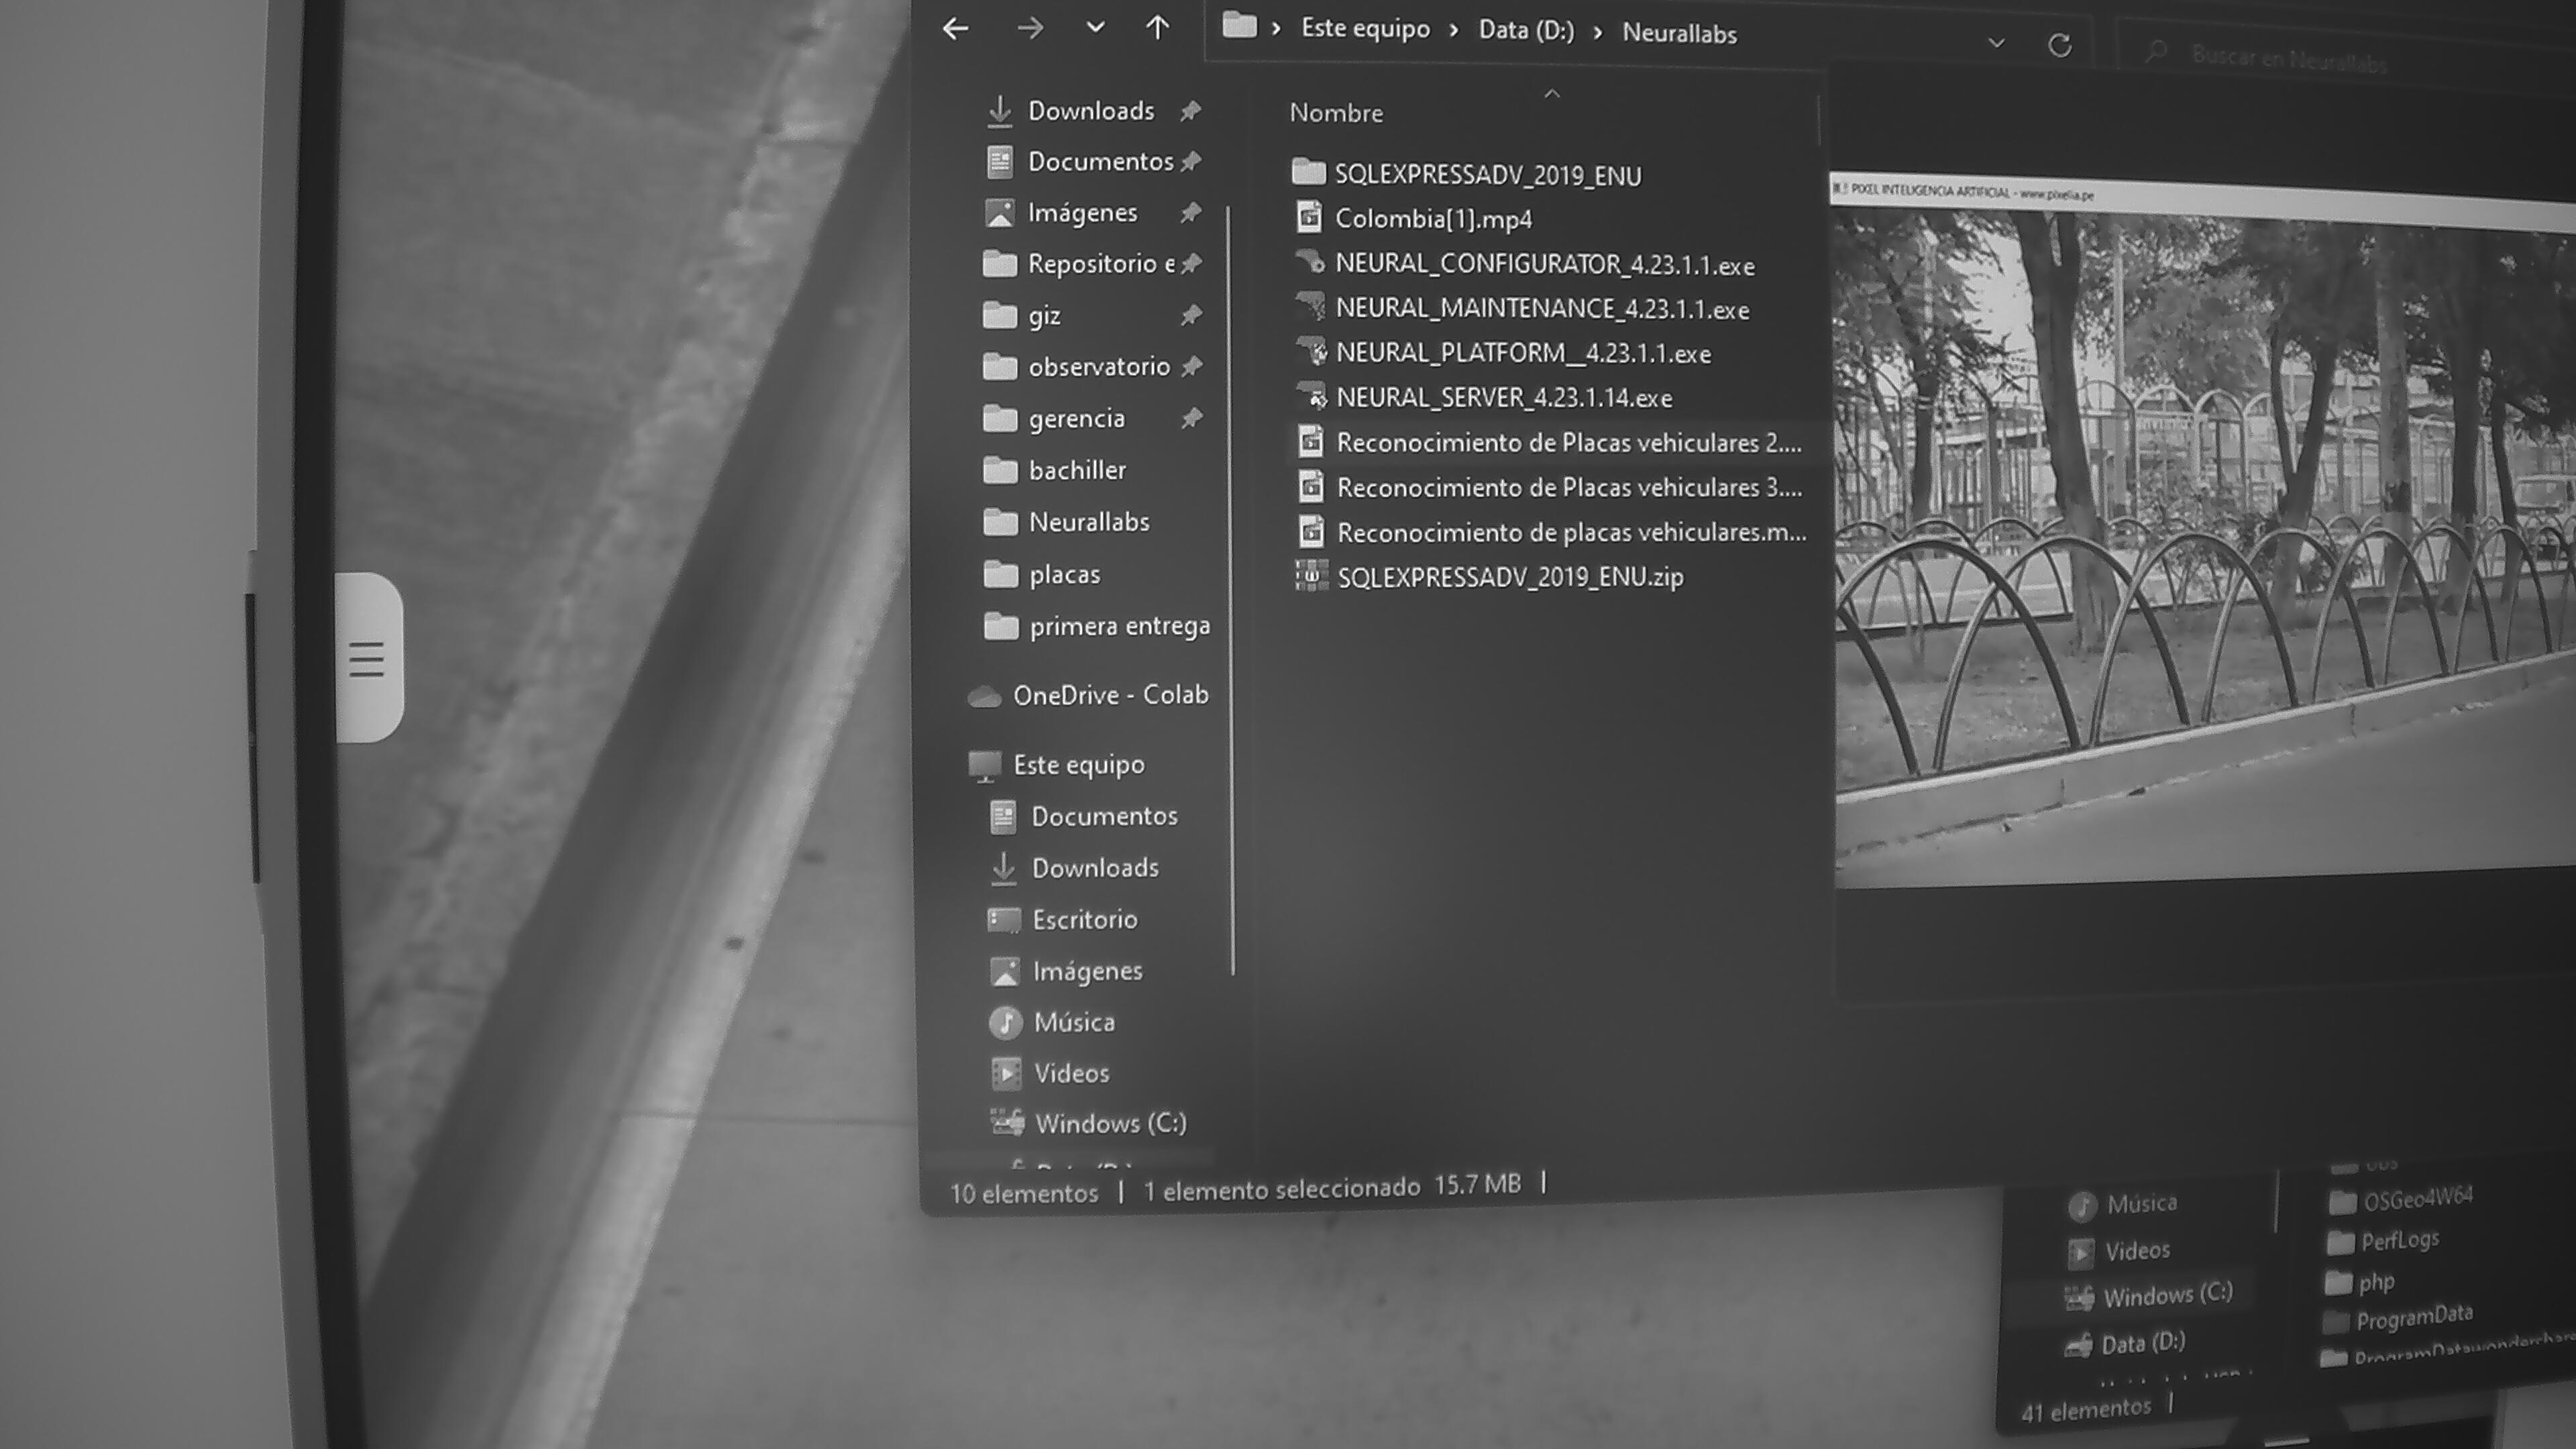 Este equipo > Data (D:) > Neurallabs
Buscar en Neurallabs
Downloads
Documentos
Imágenes
Repositorio e
giz
observatorio
gerencia
bachiller
Neurallabs
placas
primera entrega
OneDrive - Colab
Este equipo
Documentos
Downloads
Escritorio
Imágenes
Música
Videos
Windows (C:)
Nombre
SQLEXPRESSADV_2019_ENU
Colombia[1].mp4
NEURAL_CONFIGURATOR_4.23.1.1.exe
NEURAL_MAINTENANCE_4.23.1.1.exe
NEURAL_PLATFORM__4.23.1.1.exe
NEURAL_SERVER_4.23.1.14.exe
Reconocimiento de Placas vehiculares 2....
Reconocimiento de Placas vehiculares 3....
Reconocimiento de placas vehiculares.m...
SQLEXPRESSADV_2019_ENU.zip
10 elementos | 1 elemento seleccionado 15.7 MB |
PIXEL INTELIGENCIA ARTIFICIAL - www.pixelia.pe
Música
Videos
Windows (C:)
Data (D:)
OSGeo4W64
PerfLogs
php
ProgramData
41 elementos |